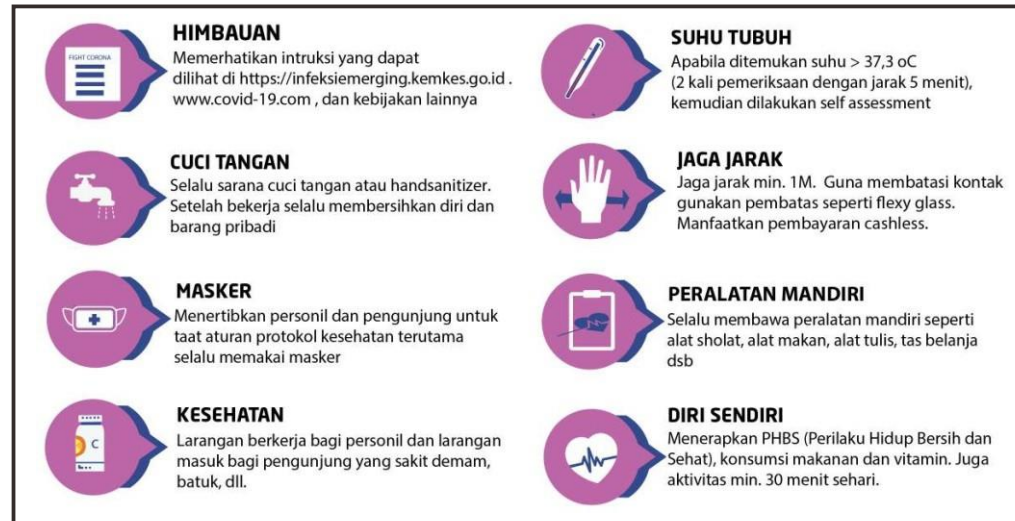 FIGHT CORONA
HIMBAUAN
Memerhatikan intruksi yang dapat
dilihat di https://infeksiemerging.kemkes.go.id .
www.covid-19.com , dan kebijakan lainnya
CUCI TANGAN
Selalu sarana cuci tangan atau handsanitizer.
Setelah bekerja selalu membersihkan diri dan
barang pribadi
MASKER
Menertibkan personil dan pengunjung untuk
taat aturan protokol kesehatan terutama
selalu memakai masker
C
KESEHATAN
Larangan berkerja bagi personil dan larangan
masuk bagi pengunjung yang sakit demam,
batuk, dll.
SUHU TUBUH
Apabila ditemukan suhu > 37,3 oC
(2 kali pemeriksaan dengan jarak 5 menit),
kemudian dilakukan self assessment
JAGA JARAK
Jaga jarak min. 1M. Guna membatasi kontak
gunakan pembatas seperti flexy glass.
Manfaatkan pembayaran cashless.
PERALATAN MANDIRI
Selalu membawa peralatan mandiri seperti
alat sholat, alat makan, alat tulis, tas belanja
dsb
DIRI SENDIRI
Menerapkan PHBS (Perilaku Hidup Bersih dan
Sehat), konsumsi makanan dan vitamin. Juga
aktivitas min. 30 menit sehari.